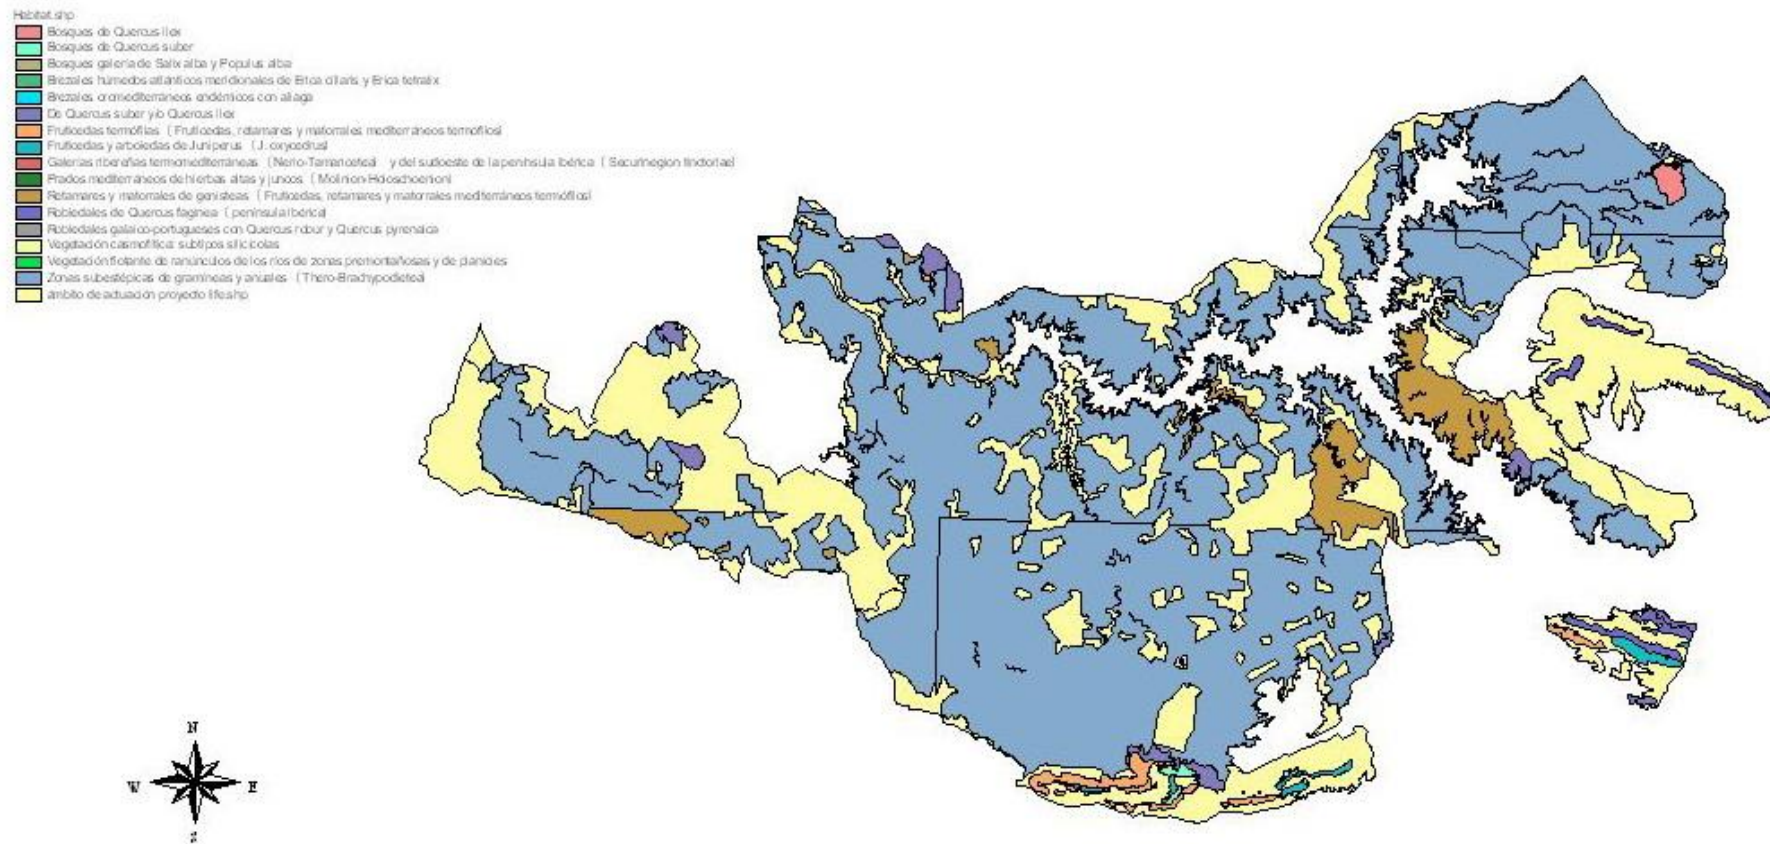 Habitat.shp
Bosques de Quercus ilex
Bosques de Quercus suber
Bosques galería de Salix alba y Populus alba
Brezales húmedos atlánticos meridionales de Erica ciliaris y Erica tetralix
Brezales oromediterráneos endémicos con aliaga
De Quercus suber y/o Quercus ilex
Fruticedas termófilas ( Fruticedas, retamares y matorrales mediterráneos termófilos)
Fruticedas y arboledas de Juniperus ( J. oxycedrus)
Galerías ribereñas termomediterráneas ( Nerio-Tamaricetea) y del sudoeste de la península ibérica ( Securinegion tinctoriae)
Prados mediterráneos de hierbas altas y juncos ( Molinion-Holoschoenion)
Retamares y matorrales de genisteas ( Fruticedas, retamares y matorrales mediterráneos termófilos)
Robledales de Quercus faginea ( península ibérica)
Robledales galaico-portugueses con Quercus robur y Quercus pyrenaica
Vegetación casmofítica: subtipos silicícolas
Vegetación flotante de ranúnculos de los ríos de zonas premontañosas y de planicies
Zonas subestépicas de gramíneas y anuales ( Thero-Brachypodietea)
ámbito de actuación proyecto life.shp
N
W E
S